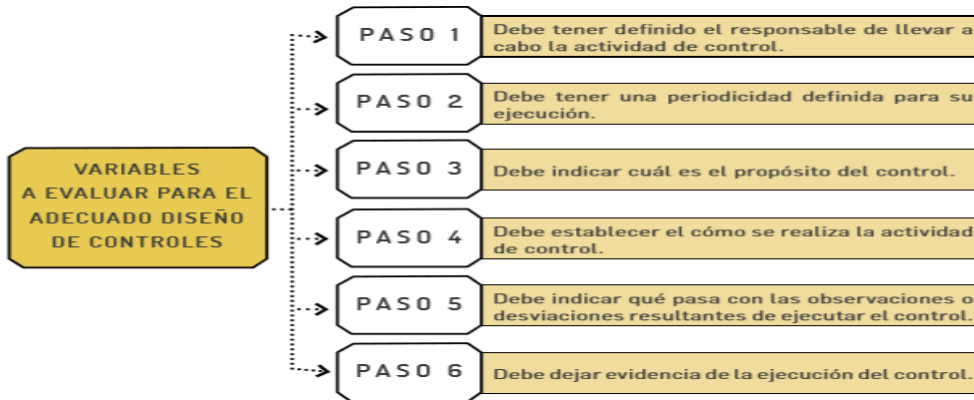 VARIABLES
A EVALUAR PARA EL
ADECUADO DISEÑO
DE CONTROLES
PASO 1
Debe tener definido el responsable de llevar a
cabo la actividad de control.
PASO 2
Debe tener una periodicidad definida para su
ejecución.
PASO 3
Debe indicar cuál es el propósito del control.
PASO 4
Debe establecer el cómo se realiza la actividad
de control.
PASO 5
Debe indicar qué pasa con las observaciones o
desviaciones resultantes de ejecutar el control.
PASO 6
Debe dejar evidencia de la ejecución del control.